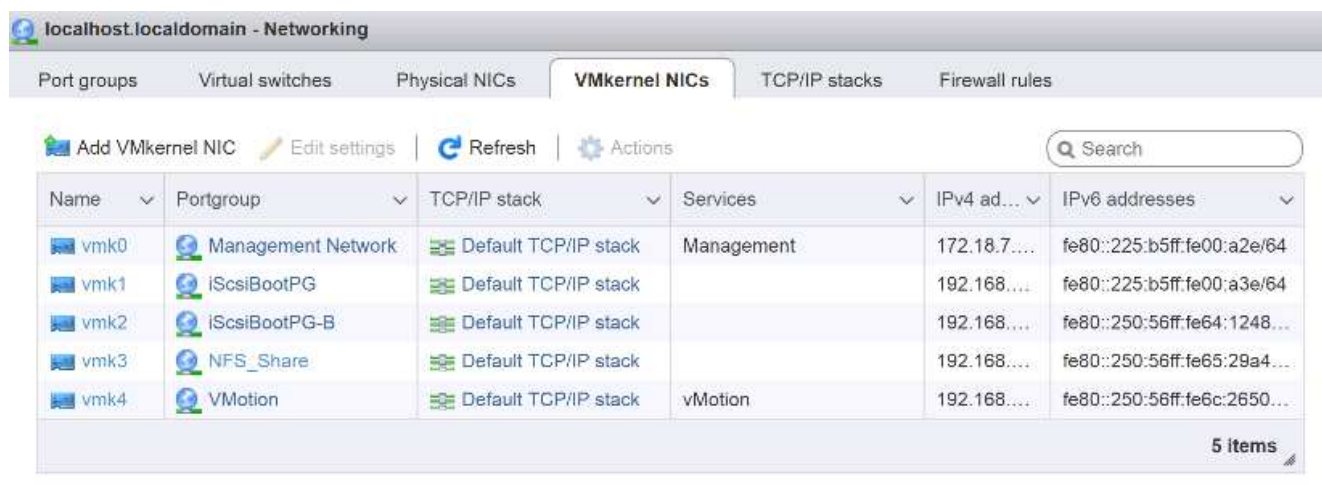 localhost.localdomain - Networking
Port groups Virtual switches Physical NICs VMkernel NICs TCP/IP stacks Firewall rules
Add VMkernel NIC Edit settings Refresh Actions Search
Name Portgroup TCP/IP stack Services IPv4 ad... IPv6 addresses
vmk0 Management Network Default TCP/IP stack Management 172.18.7.... fe80::225:b5ff:fe00:a2e/64
vmk1 iScsiBootPG Default TCP/IP stack 192.168.... fe80::225:b5ff:fe00:a3e/64
vmk2 iScsiBootPG-B Default TCP/IP stack 192.168.... fe80::250:56ff:fe64:1248...
vmk3 NFS_Share Default TCP/IP stack 192.168.... fe80::250:56ff:fe65:29a4...
vmk4 VMotion Default TCP/IP stack vMotion 192.168.... fe80::250:56ff:fe6c:2650...
5 items